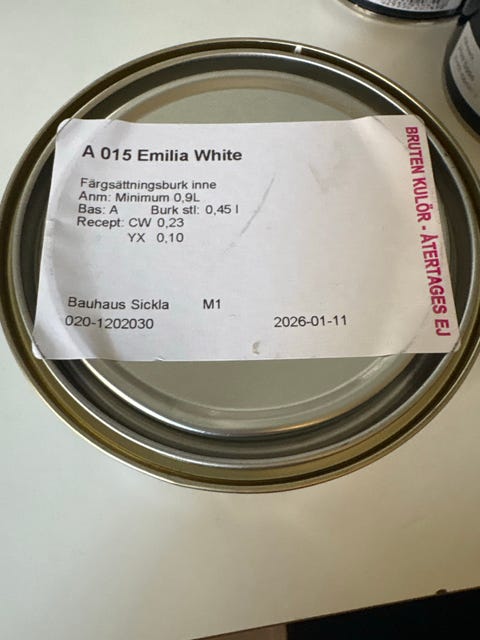 A 015 Emilia White
Färgsättningsburk inne
Anm: Minimum 0,9L
Bas: A Burk stl: 0,45 l
Recept: CW 0,23
YX 0,10
Bauhaus Sickla M1
020-1202030 2026-01-11
BRUTEN KULÖR - ÅTERTAGES EJ